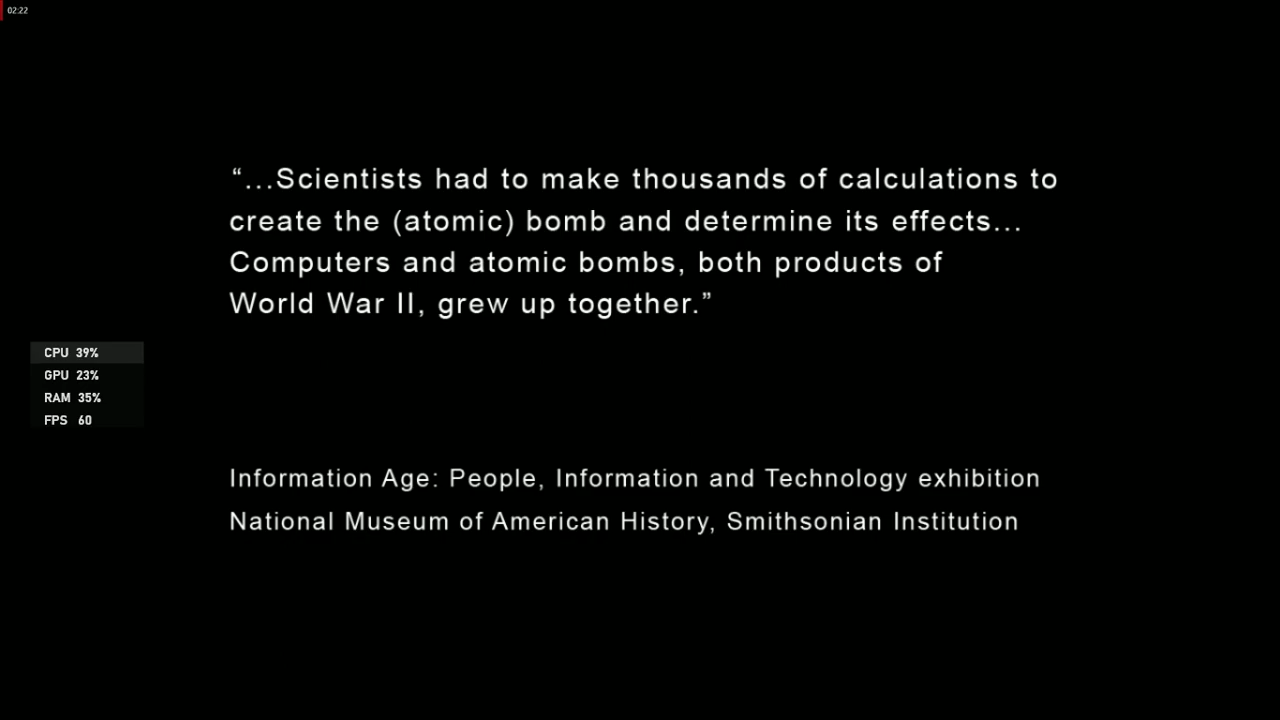 02:22
“...Scientists had to make thousands of calculations to
create the (atomic) bomb and determine its effects...
Computers and atomic bombs, both products of
World War II, grew up together.”
CPU 39%
GPU 23%
RAM 35%
FPS 60
Information Age: People, Information and Technology exhibition
National Museum of American History, Smithsonian Institution